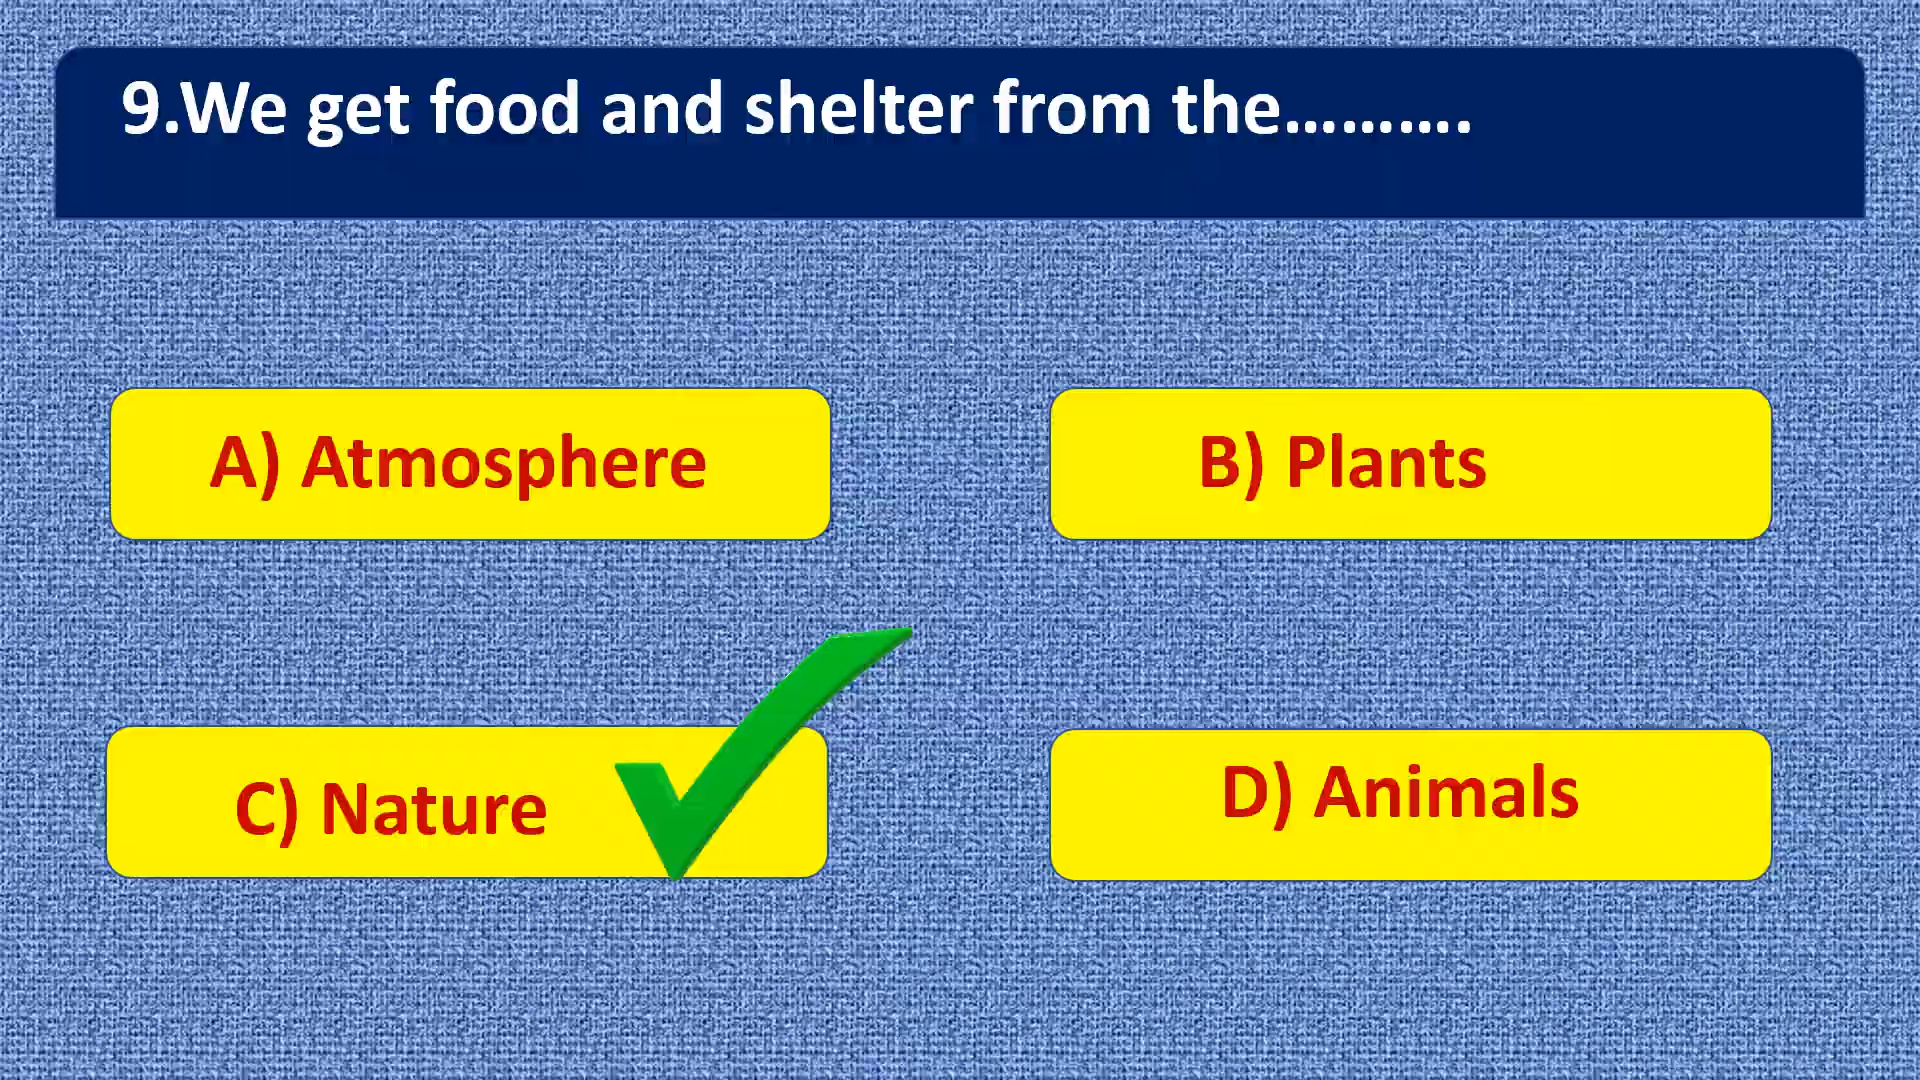 9.We get food and shelter from the……….
A) Atmosphere
B) Plants
C) Nature
D) Animals